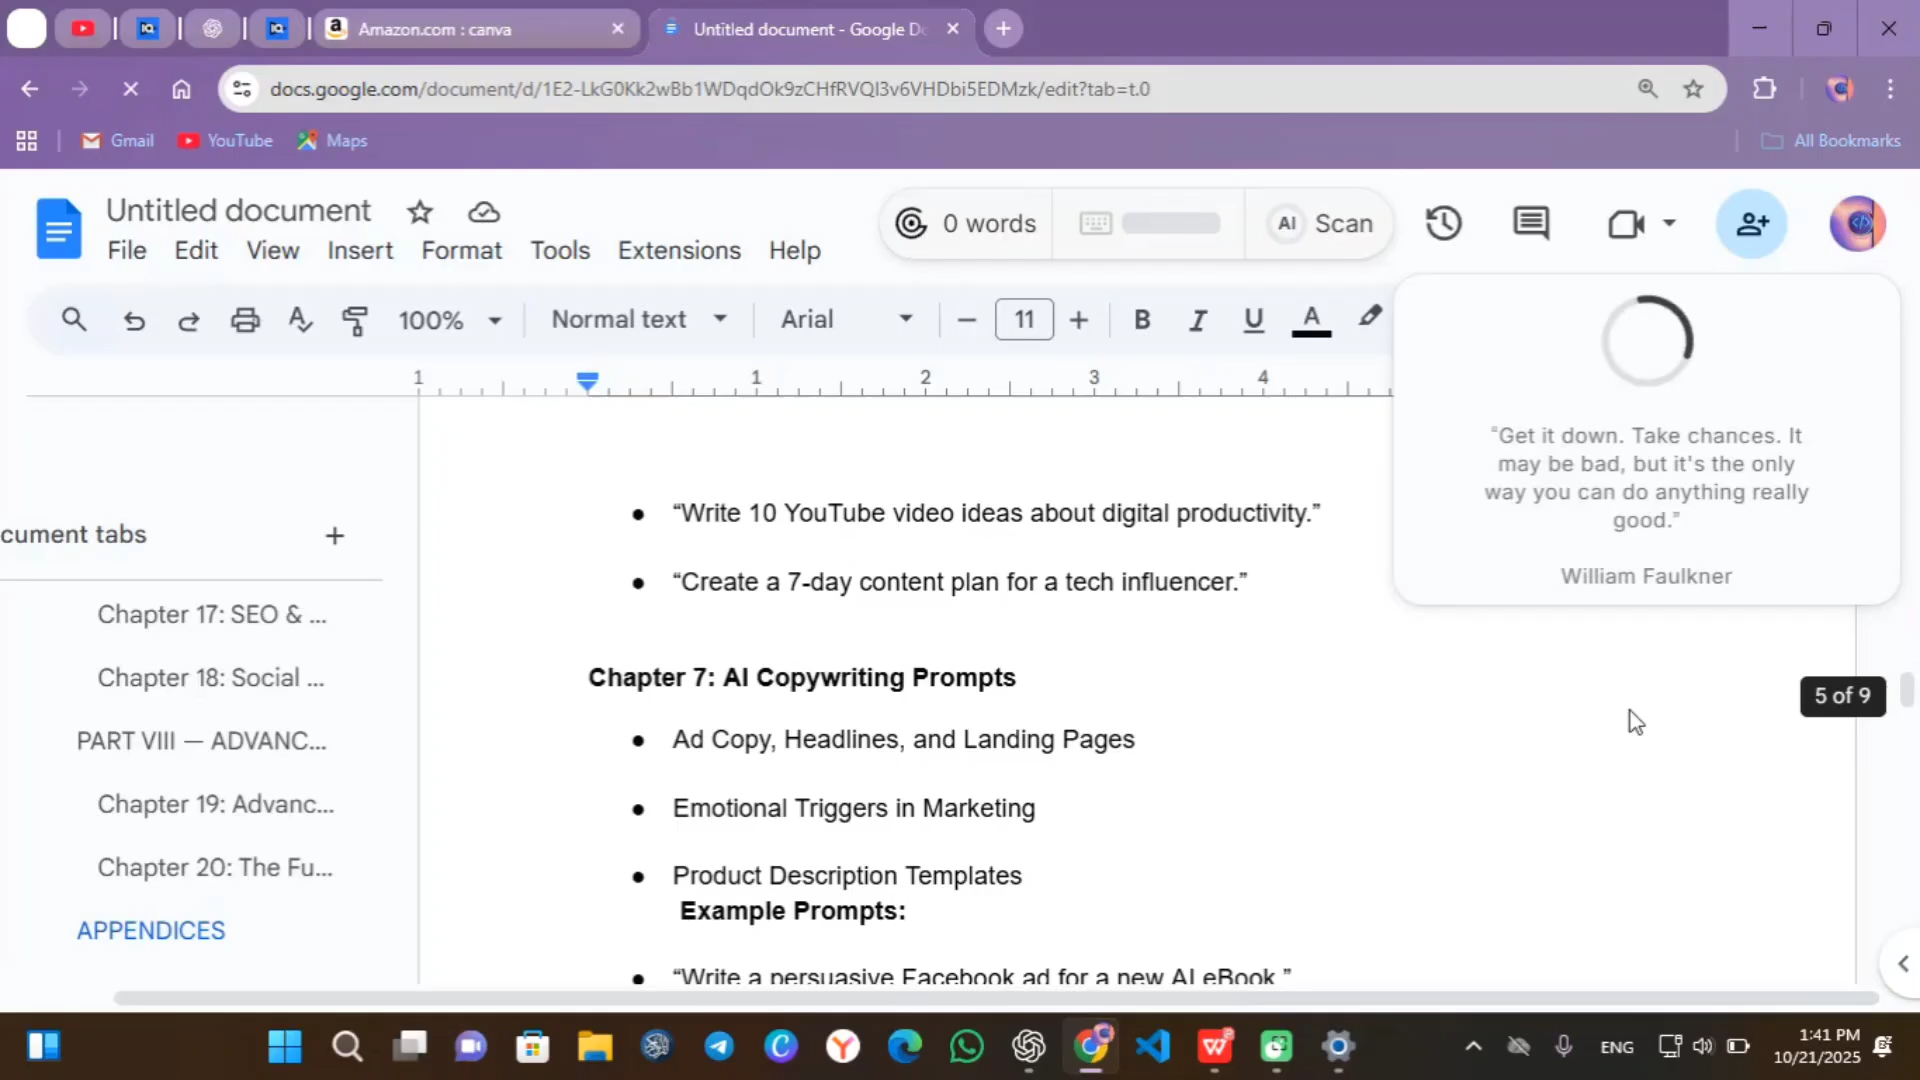 Amazon.com : canva
Untitled document - Google Dc
docs.google.com/document/d/1E2-LkG0Kk2wBb1WDqdOk9zCHfRVQI3v6VHDbi5EDMzk/edit?tab=t.0
Gmail
YouTube
Maps
All Bookmarks
Untitled document
0 words
AI Scan
File Edit View Insert Format Tools Extensions Help
100%
Normal text
Arial
11
B I U A
1 1 2 3 4
“Get it down. Take chances. It
may be bad, but it's the only
way you can do anything really
good.”
William Faulkner
cument tabs
Chapter 17: SEO & ...
Chapter 18: Social ...
PART VIII — ADVANC...
Chapter 19: Advanc...
Chapter 20: The Fu...
APPENDICES
● “Write 10 YouTube video ideas about digital productivity.”
● “Create a 7-day content plan for a tech influencer.”
Chapter 7: AI Copywriting Prompts
● Ad Copy, Headlines, and Landing Pages
● Emotional Triggers in Marketing
● Product Description Templates
Example Prompts:
● “Write a persuasive Facebook ad for a new AI eBook.”
5 of 9
ENG
1:41 PM
10/21/2025